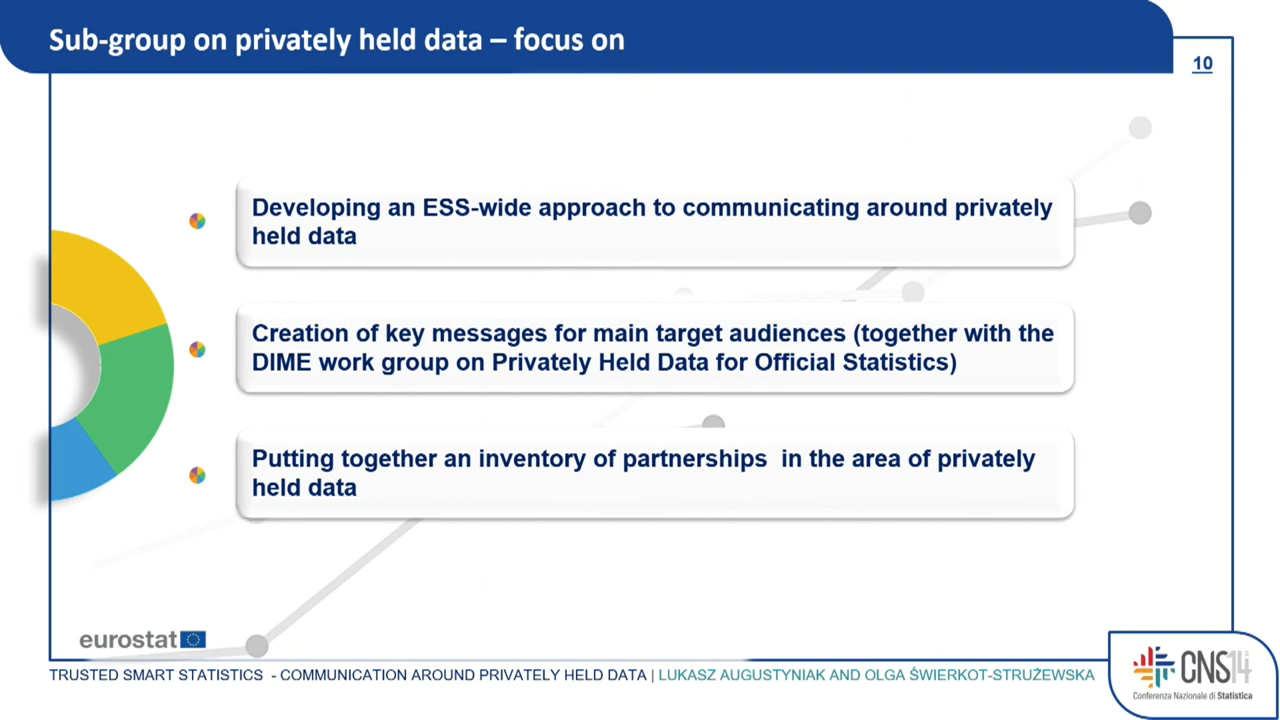 Sub-group on privately held data – focus on
10
Developing an ESS-wide approach to communicating around privately
held data
Creation of key messages for main target audiences (together with the
DIME work group on Privately Held Data for Official Statistics)
Putting together an inventory of partnerships  in the area of privately
held data
eurostat
TRUSTED SMART STATISTICS  - COMMUNICATION AROUND PRIVATELY HELD DATA | LUKASZ AUGUSTYNIAK AND OLGA ŚWIERKOT-STRUŻEWSKA
CNS14
Conferenza Nazionale di Statistica